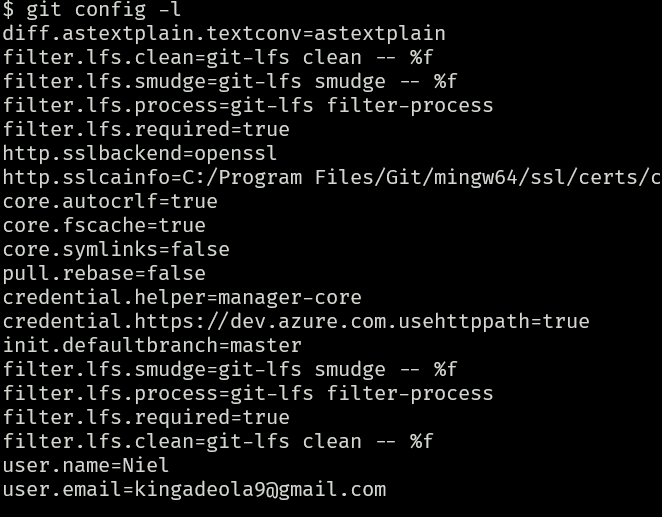 $ git config -l
diff.astextplain.textconv=astextplain
filter.lfs.clean=git-lfs clean -- %f
filter.lfs.smudge=git-lfs smudge -- %f
filter.lfs.process=git-lfs filter-process
filter.lfs.required=true
http.sslbackend=openssl
http.sslcainfo=C:/Program Files/Git/mingw64/ssl/certs/c
core.autocrlf=true
core.fscache=true
core.symlinks=false
pull.rebase=false
credential.helper=manager-core
credential.https://dev.azure.com.usehttppath=true
init.defaultbranch=master
filter.lfs.smudge=git-lfs smudge -- %f
filter.lfs.process=git-lfs filter-process
filter.lfs.required=true
filter.lfs.clean=git-lfs clean -- %f
user.name=Niel
user.email=kingadeola9@gmail.com